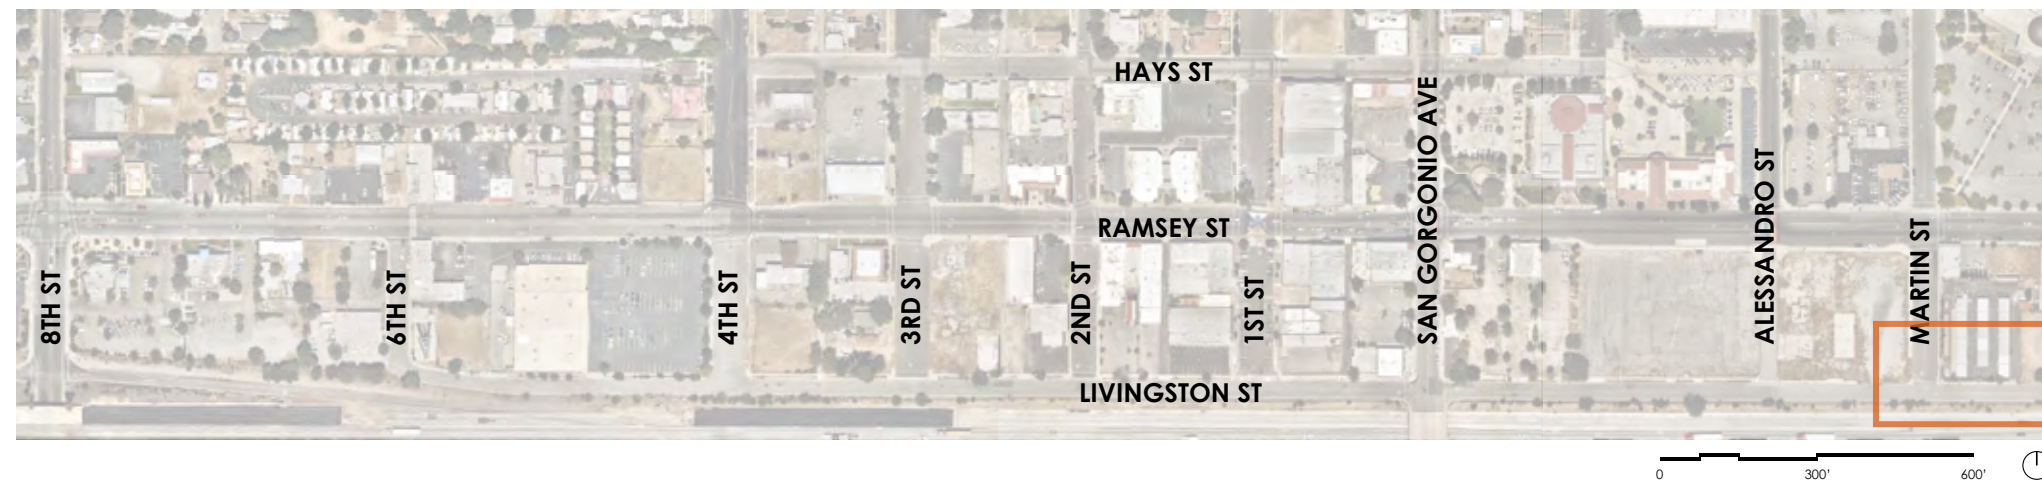 HAYS ST
RAMSEY ST
8TH ST
6TH ST
4TH ST
3RD ST
2ND ST
1ST ST
SAN GORGONIO AVE
ALESSANDRO ST
MARTIN ST
LIVINGSTON ST
0 300' 600'